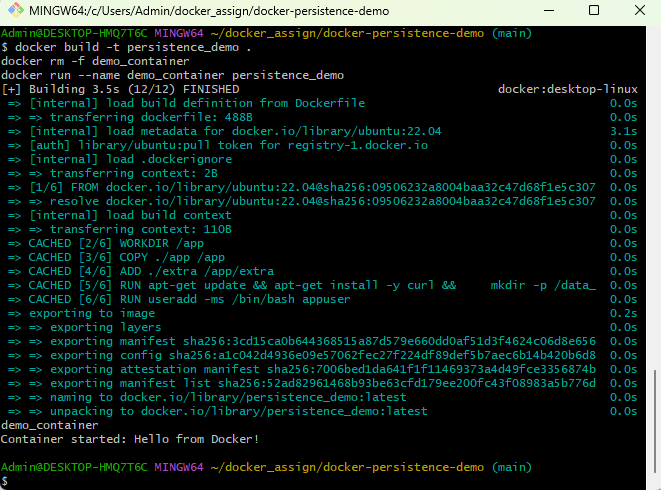 MINGW64:/c/Users/Admin/docker_assign/docker-persistence-demo
Admin@DESKTOP-HMQ7T6C MINGW64 ~/docker_assign/docker-persistence-demo (main)
$ docker build -t persistence_demo .
docker rm -f demo_container
docker run --name demo_container persistence_demo
[+] Building 3.5s (12/12) FINISHED docker:desktop-linux
=> [internal] load build definition from Dockerfile 0.0s
=> => transferring dockerfile: 488B 0.0s
=> [internal] load metadata for docker.io/library/ubuntu:22.04 3.1s
=> [auth] library/ubuntu:pull token for registry-1.docker.io 0.0s
=> [internal] load .dockerignore 0.0s
=> => transferring context: 2B 0.0s
=> [1/6] FROM docker.io/library/ubuntu:22.04@sha256:09506232a8004baa32c47d68f1e5c307 0.0s
=> => resolve docker.io/library/ubuntu:22.04@sha256:09506232a8004baa32c47d68f1e5c307 0.0s
=> [internal] load build context 0.0s
=> => transferring context: 110B 0.0s
=> CACHED [2/6] WORKDIR /app 0.0s
=> CACHED [3/6] COPY ./app /app 0.0s
=> CACHED [4/6] ADD ./extra /app/extra 0.0s
=> CACHED [5/6] RUN apt-get update && apt-get install -y curl && mkdir -p /data_ 0.0s
=> CACHED [6/6] RUN useradd -ms /bin/bash appuser 0.0s
=> exporting to image 0.2s
=> => exporting layers 0.0s
=> => exporting manifest sha256:3cd15ca0b644368515a87d579e660dd0af51d3f4624c06d8e656 0.0s
=> => exporting config sha256:a1c042d4936e09e57062fec27f224df89def5b7aec6b14b420b6d8 0.0s
=> => exporting attestation manifest sha256:7006bed1da641f1f11469373a4d49fce3356874b 0.0s
=> => exporting manifest list sha256:52ad82961468b93be63cfd179ee200fc43f08983a5b776d 0.0s
=> => naming to docker.io/library/persistence_demo:latest 0.0s
=> => unpacking to docker.io/library/persistence_demo:latest 0.0s
demo_container
Container started: Hello from Docker!
Admin@DESKTOP-HMQ7T6C MINGW64 ~/docker_assign/docker-persistence-demo (main)
$